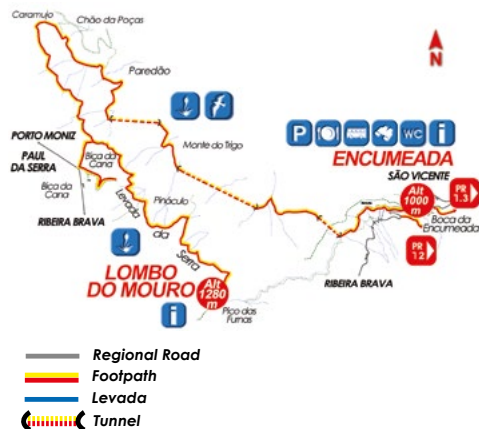 Caramujo
Chão da Poças
Paredão
N
PORTO MONIZ
PAUL
DA SERRA
Bica da
Cana
Bica da
Cana
RIBEIRA BRAVA
Levada
da
Serra
Pináculo
Monte do Trigo
P
WC
i
ENCUMEADA
SÃO VICENTE
Alt
1000
m
PR
1.3
Boca da
Encumeada
PR
12
RIBEIRA BRAVA
LOMBO
DO MOURO
Alt
1280
m
i
Pico das
Furnas
Regional Road
Footpath
Levada
Tunnel